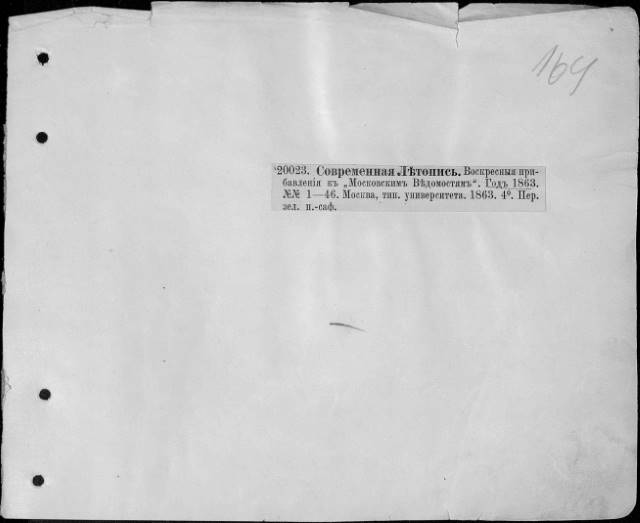 164
20023. Современная Лѣтопись. Воскресныя при-
бавленія къ „Московскимъ Вѣдомостямъ“. Годъ 1863.
№№ 1—46. Москва, тип. университета. 1863. 4⁰. Пер.
зел. п.-саф.